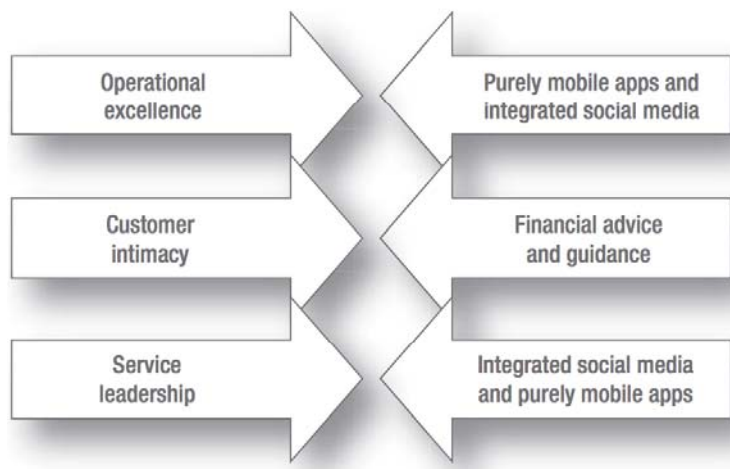 Operational
excellence
Purely mobile apps and
integrated social media
Customer
intimacy
Financial advice
and guidance
Service
leadership
Integrated social media
and purely mobile apps